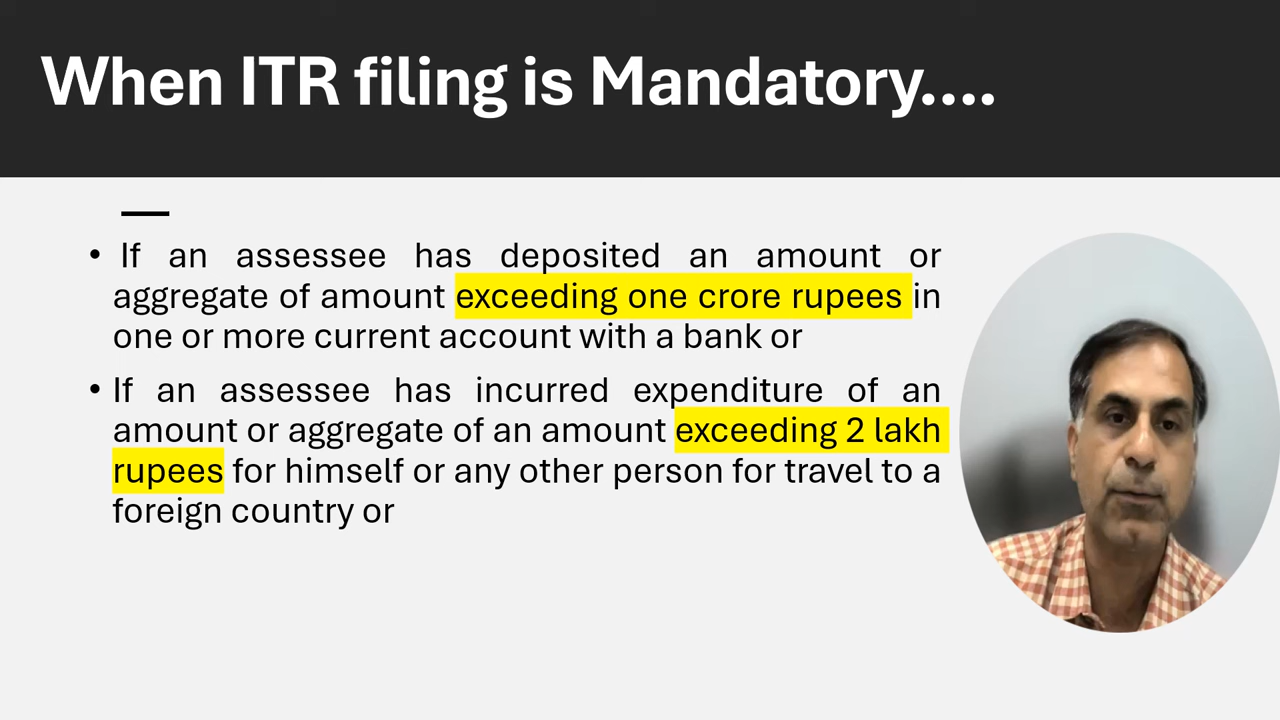 When ITR filing is Mandatory....
• If an assessee has deposited an amount or
aggregate of amount exceeding one crore rupees in
one or more current account with a bank or
• If an assessee has incurred expenditure of an
amount or aggregate of an amount exceeding 2 lakh
rupees for himself or any other person for travel to a
foreign country or